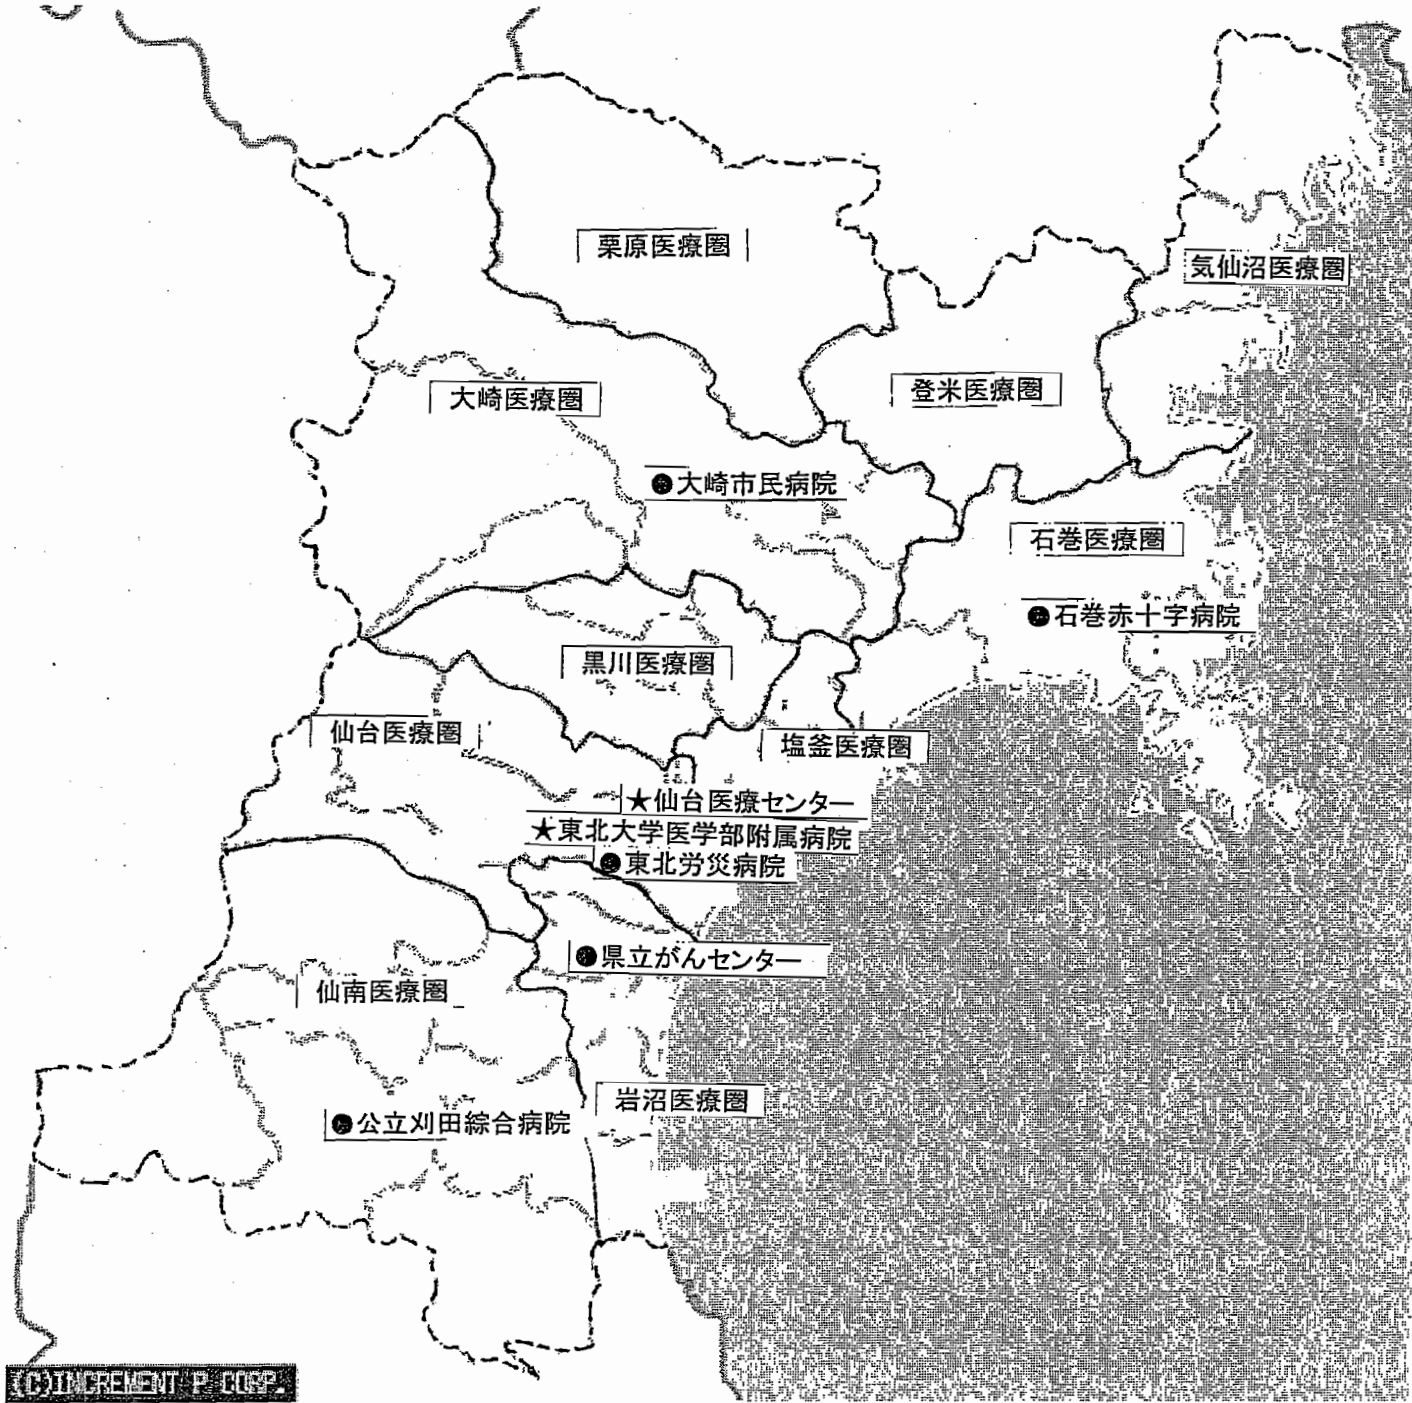 栗原医療圏
気仙沼医療圏
大崎医療圏
登米医療圏
●大崎市民病院
石巻医療圏
●石巻赤十字病院
黒川医療圏
仙台医療圏
塩釜医療圏
★仙台医療センター
★東北大学医学部附属病院
●東北労災病院
●県立がんセンター
仙南医療圏
岩沼医療圏
●公立刈田綜合病院
(C)INCREMENT P CORP.